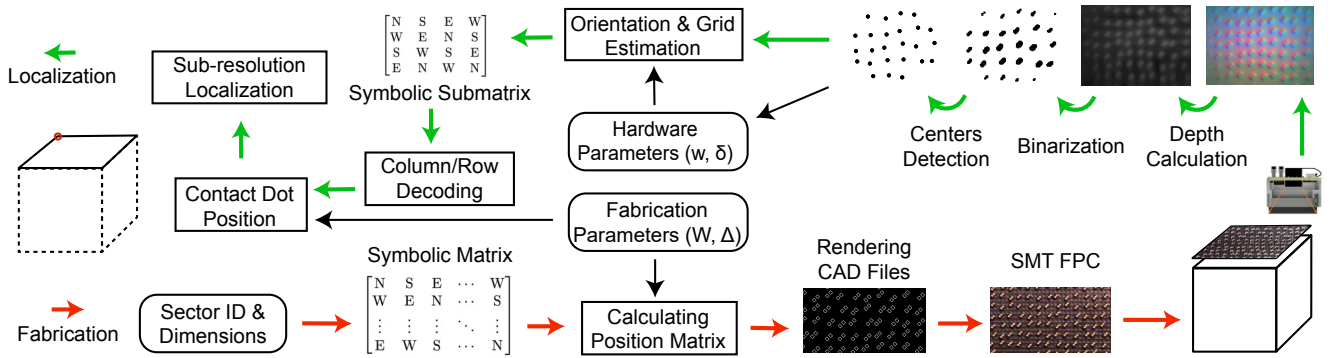 Localization
Sub-resolution
Localization
N S E W
W E N S
S W S E
E N W N
Symbolic Submatrix
Orientation & Grid
Estimation
Centers
Detection
Binarization
Depth
Calculation
Hardware
Parameters (w, δ)
Column/Row
Decoding
Contact Dot
Position
Fabrication
Parameters (W, Δ)
Fabrication
Sector ID &
Dimensions
Symbolic Matrix
N S E ⋯ W
W E N ⋯ S
⋮ ⋮ ⋮ ⋱ ⋮
E W S ⋯ N
Calculating
Position Matrix
Rendering
CAD Files
SMT FPC